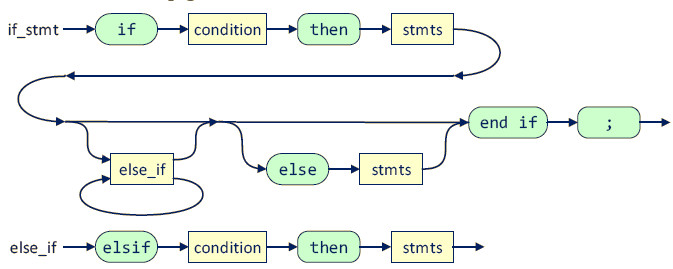 if_stmt if condition then stmts
end if ;
else_if else stmts
else_if elsif condition then stmts